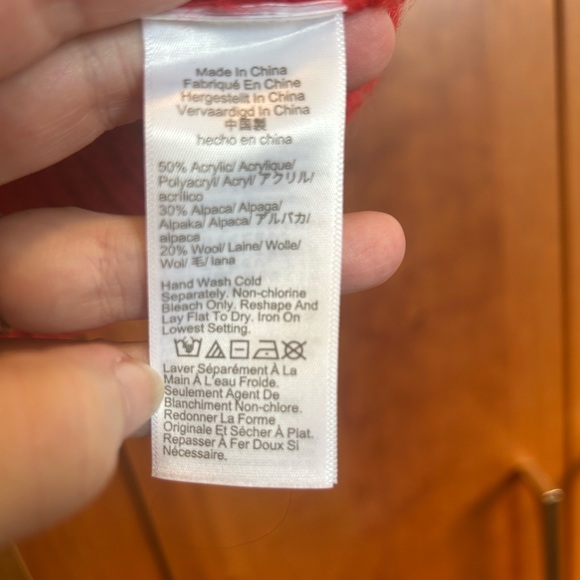 Made In China
Fabriqué En Chine
Hergestellt In China
Vervaardigd In China
中国製
hecho en china
50% Acrylic/ Acrylique/
Polyacryl/ Acryl/ アクリル/
acrilico
30% Alpaca/ Alpaga/
Alpaka/ Alpaca/ アルパカ/
alpaca
20% Wool/ Laine/ Wolle/
Wol/ 毛/ lana
Hand Wash Cold
Separately. Non-chlorine
Bleach Only. Reshape And
Lay Flat To Dry. Iron On
Lowest Setting.
Laver Séparément À La
Main À L'eau Froide.
Seulement Agent De
Blanchiment Non-chlore.
Redonner La Forme
Originale Et Sécher À Plat.
Repasser À Fer Doux Si
Nécessaire.